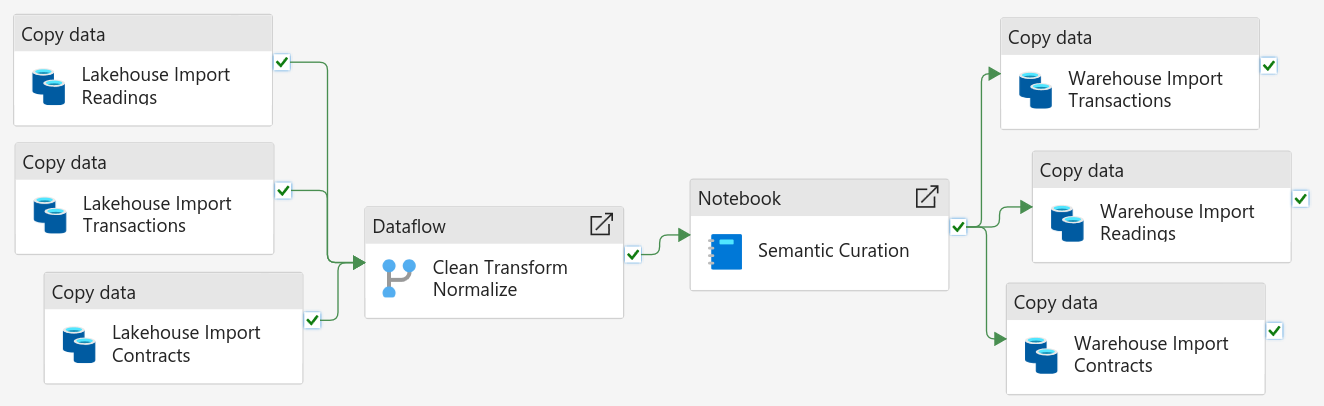 Copy data
Lakehouse Import
Readings
Copy data
Lakehouse Import
Transactions
Copy data
Lakehouse Import
Contracts
Dataflow
Clean Transform
Normalize
Notebook
Semantic Curation
Copy data
Warehouse Import
Transactions
Copy data
Warehouse Import
Readings
Copy data
Warehouse Import
Contracts